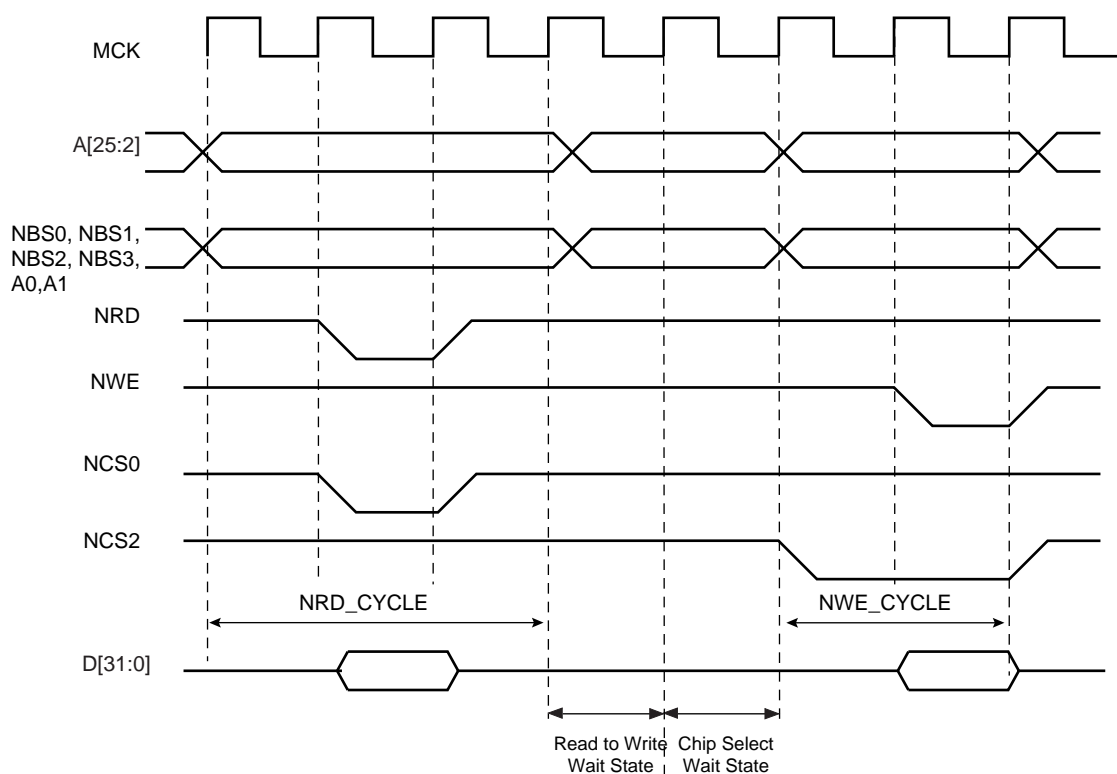 MCK
A[25:2]
NBS0, NBS1,
NBS2, NBS3,
A0,A1
NRD
NWE
NCS0
NCS2
NRD_CYCLE
NWE_CYCLE
D[31:0]
Read to Write
Wait State
Chip Select
Wait State